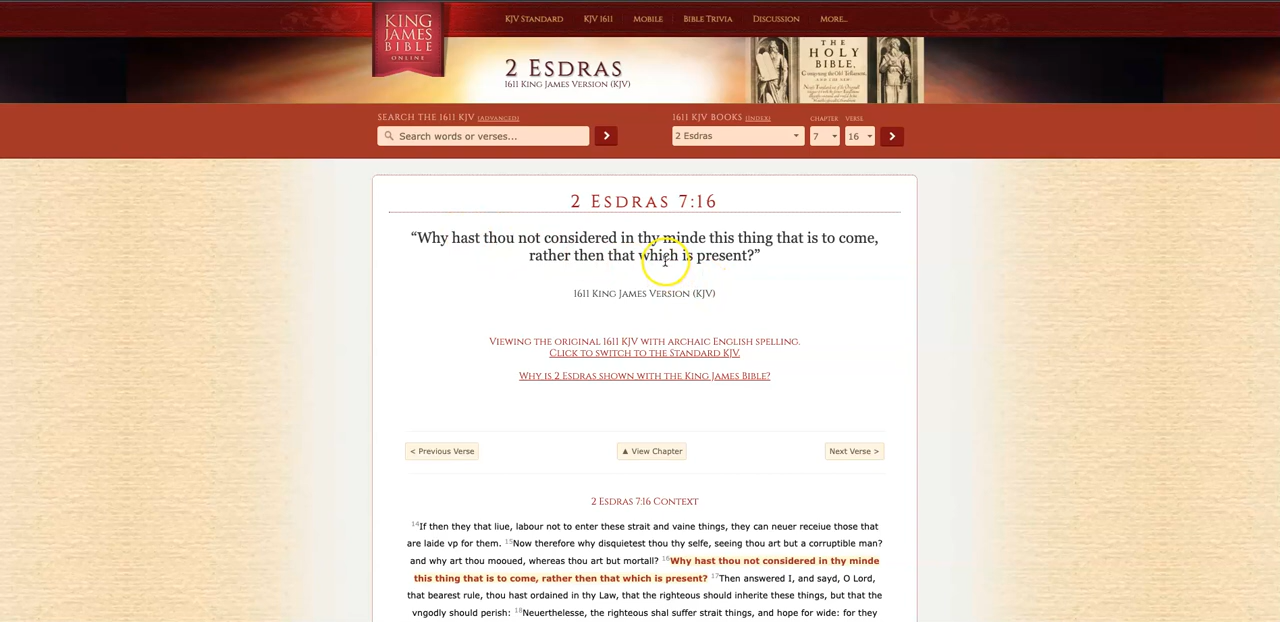 KING
JAMES
BIBLE
ONLINE
KJV STANDARD
KJV 1611
MOBILE
BIBLE TRIVIA
DISCUSSION
MORE...
2 ESDRAS
1611 KING JAMES VERSION (KJV)
THE
HOLY
BIBLE,
SEARCH THE 1611 KJV (ADVANCED)
1611 KJV BOOKS (INDEX)
CHAPTER
VERSE
Search words or verses...
2 Esdras
7
16
2 ESDRAS 7:16
“Why hast thou not considered in thy minde this thing that is to come,
rather then that which is present?”
1611 KING JAMES VERSION (KJV)
VIEWING THE ORIGINAL 1611 KJV WITH ARCHAIC ENGLISH SPELLING.
CLICK TO SWITCH TO THE STANDARD KJV.
WHY IS 2 ESDRAS SHOWN WITH THE KING JAMES BIBLE?
< Previous Verse
▲ View Chapter
Next Verse >
2 ESDRAS 7:16 CONTEXT
14If then they that liue, labour not to enter these strait and vaine things, they can neuer receiue those that
are laide vp for them. 15Now therefore why disquietest thou thy selfe, seeing thou art but a corruptible man?
and why art thou mooued, whereas thou art but mortall? 16Why hast thou not considered in thy minde
this thing that is to come, rather then that which is present? 17Then answered I, and sayd, O Lord,
that bearest rule, thou hast ordained in thy Law, that the righteous should inherite these things, but that the
vngodly should perish: 18Neuerthelesse, the righteous shal suffer strait things, and hope for wide: for they